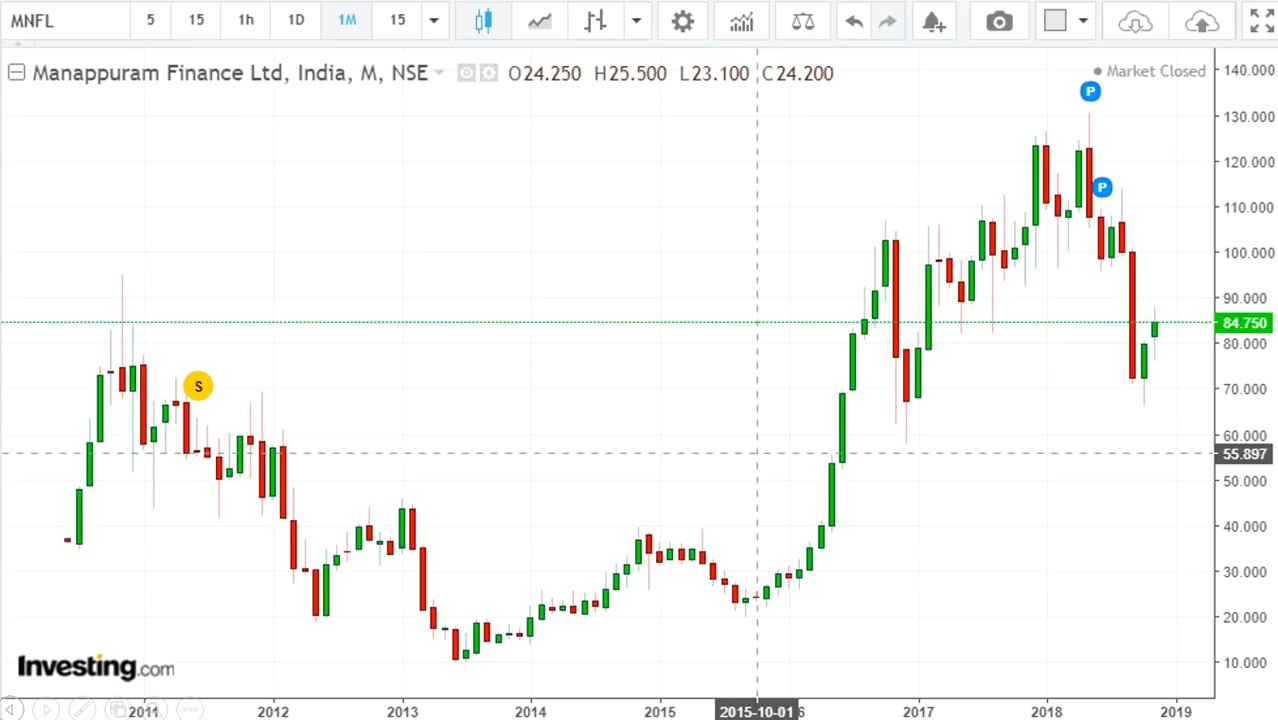 MNFL 5 15 1h 1D 1M 15
Manappuram Finance Ltd, India, M, NSE O24.250 H25.500 L23.100 C24.200
Market Closed
140.000
P
130.000
120.000
P
110.000
100.000
90.000
84.750
80.000
S
70.000
60.000
55.897
50.000
40.000
30.000
20.000
Investing.com
10.000
2011 2012 2013 2014 2015 2015-10-01 6 2017 2018 2019